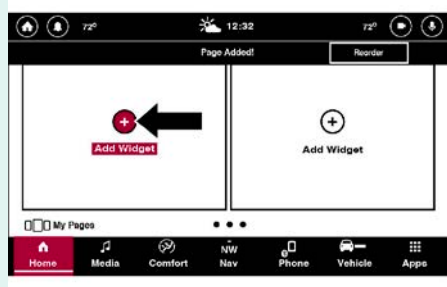 72° 12:32 72°
Page Added! Reorder
Add Widget Add Widget
My Pages
NW
Home Media Comfort Nav Phone Vehicle Apps